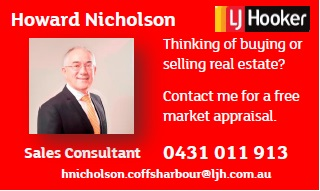 Howard Nicholson
LJ Hooker
Thinking of buying or
selling real estate?
Contact me for a free
market appraisal.
Sales Consultant
0431 011 913
hnicholson.coffsharbour@ljh.com.au